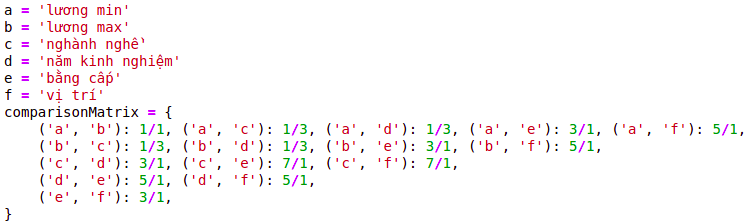 a = 'lương min'
b = 'lương max'
c = 'nghành nghề'
d = 'năm kinh nghiệm'
e = 'bằng cấp'
f = 'vị trí'
comparisonMatrix = {
    ('a', 'b'): 1/1, ('a', 'c'): 1/3, ('a', 'd'): 1/3, ('a', 'e'): 3/1, ('a', 'f'): 5/1,
    ('b', 'c'): 1/3, ('b', 'd'): 1/3, ('b', 'e'): 3/1, ('b', 'f'): 5/1,
    ('c', 'd'): 3/1, ('c', 'e'): 7/1, ('c', 'f'): 7/1,
    ('d', 'e'): 5/1, ('d', 'f'): 5/1,
    ('e', 'f'): 3/1,
}